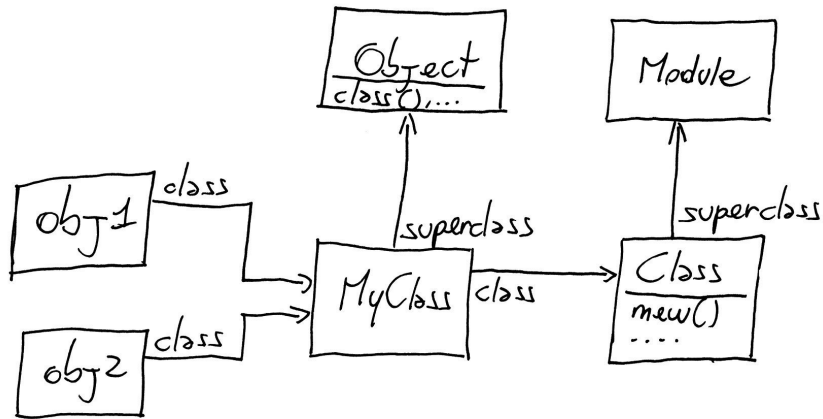 Object
class(),...
Module
obj1
class
superclass
superclass
MyClass
class
Class
new()
....
obj2
class